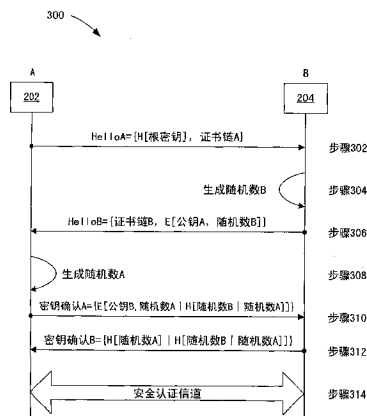 300
A
B
202
204
HelloA={H[根密钥], 证书链A}
步骤302
生成随机数B
步骤304
HelloB={证书链B, E[公钥A, 随机数B]}
步骤306
生成随机数A
步骤308
密钥确认A={E[公钥B, 随机数A | H[随机数B | 随机数A]]}
步骤310
密钥确认B={H[随机数A] | H[随机数B | 随机数A]]}
步骤312
安全认证信道
步骤314